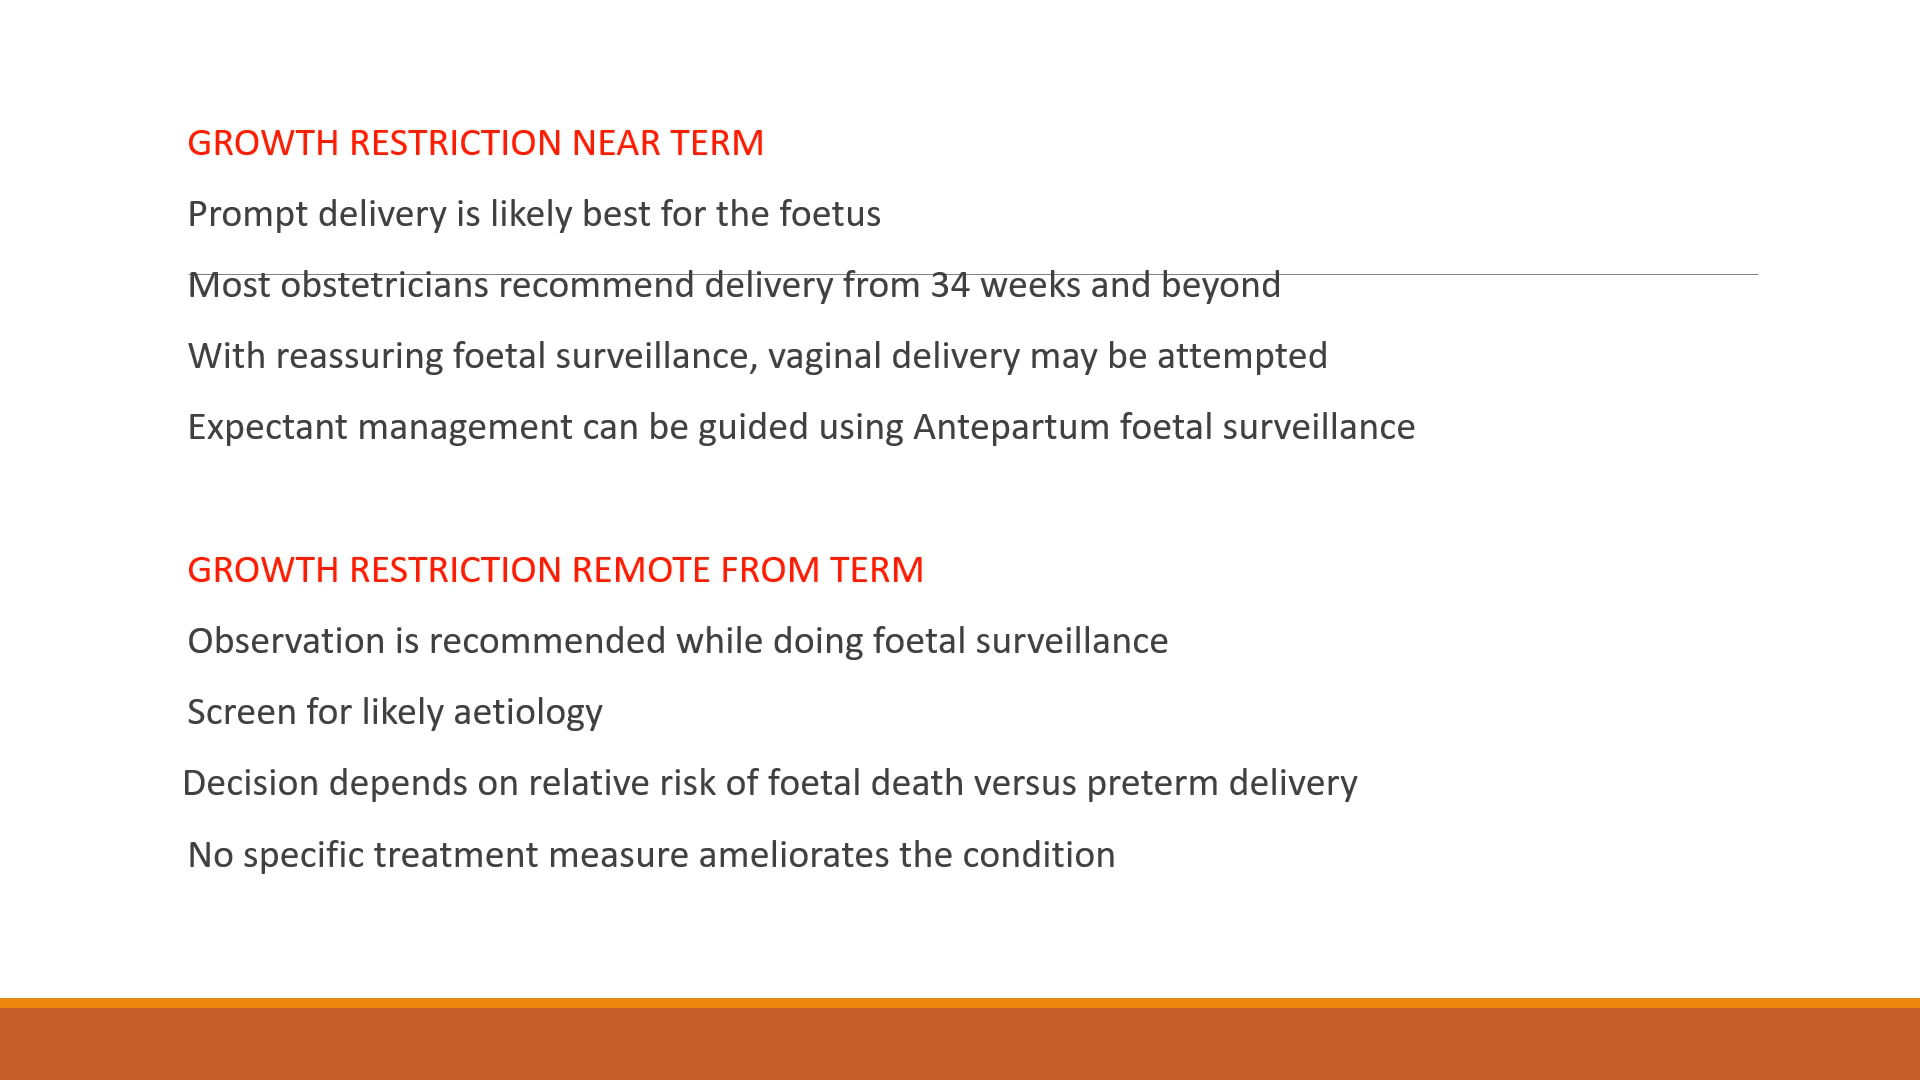 GROWTH RESTRICTION NEAR TERM
Prompt delivery is likely best for the foetus
Most obstetricians recommend delivery from 34 weeks and beyond
With reassuring foetal surveillance, vaginal delivery may be attempted
Expectant management can be guided using Antepartum foetal surveillance
GROWTH RESTRICTION REMOTE FROM TERM
Observation is recommended while doing foetal surveillance
Screen for likely aetiology
Decision depends on relative risk of foetal death versus preterm delivery
No specific treatment measure ameliorates the condition